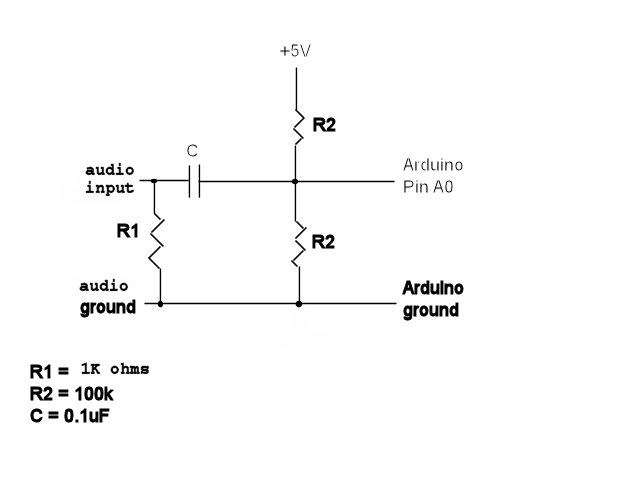 +5V
R2
C
audio
input
Arduino
Pin A0
R1
R2
audio
ground
Arduino
ground
R1 = 1K ohms
R2 = 100k
C = 0.1uF